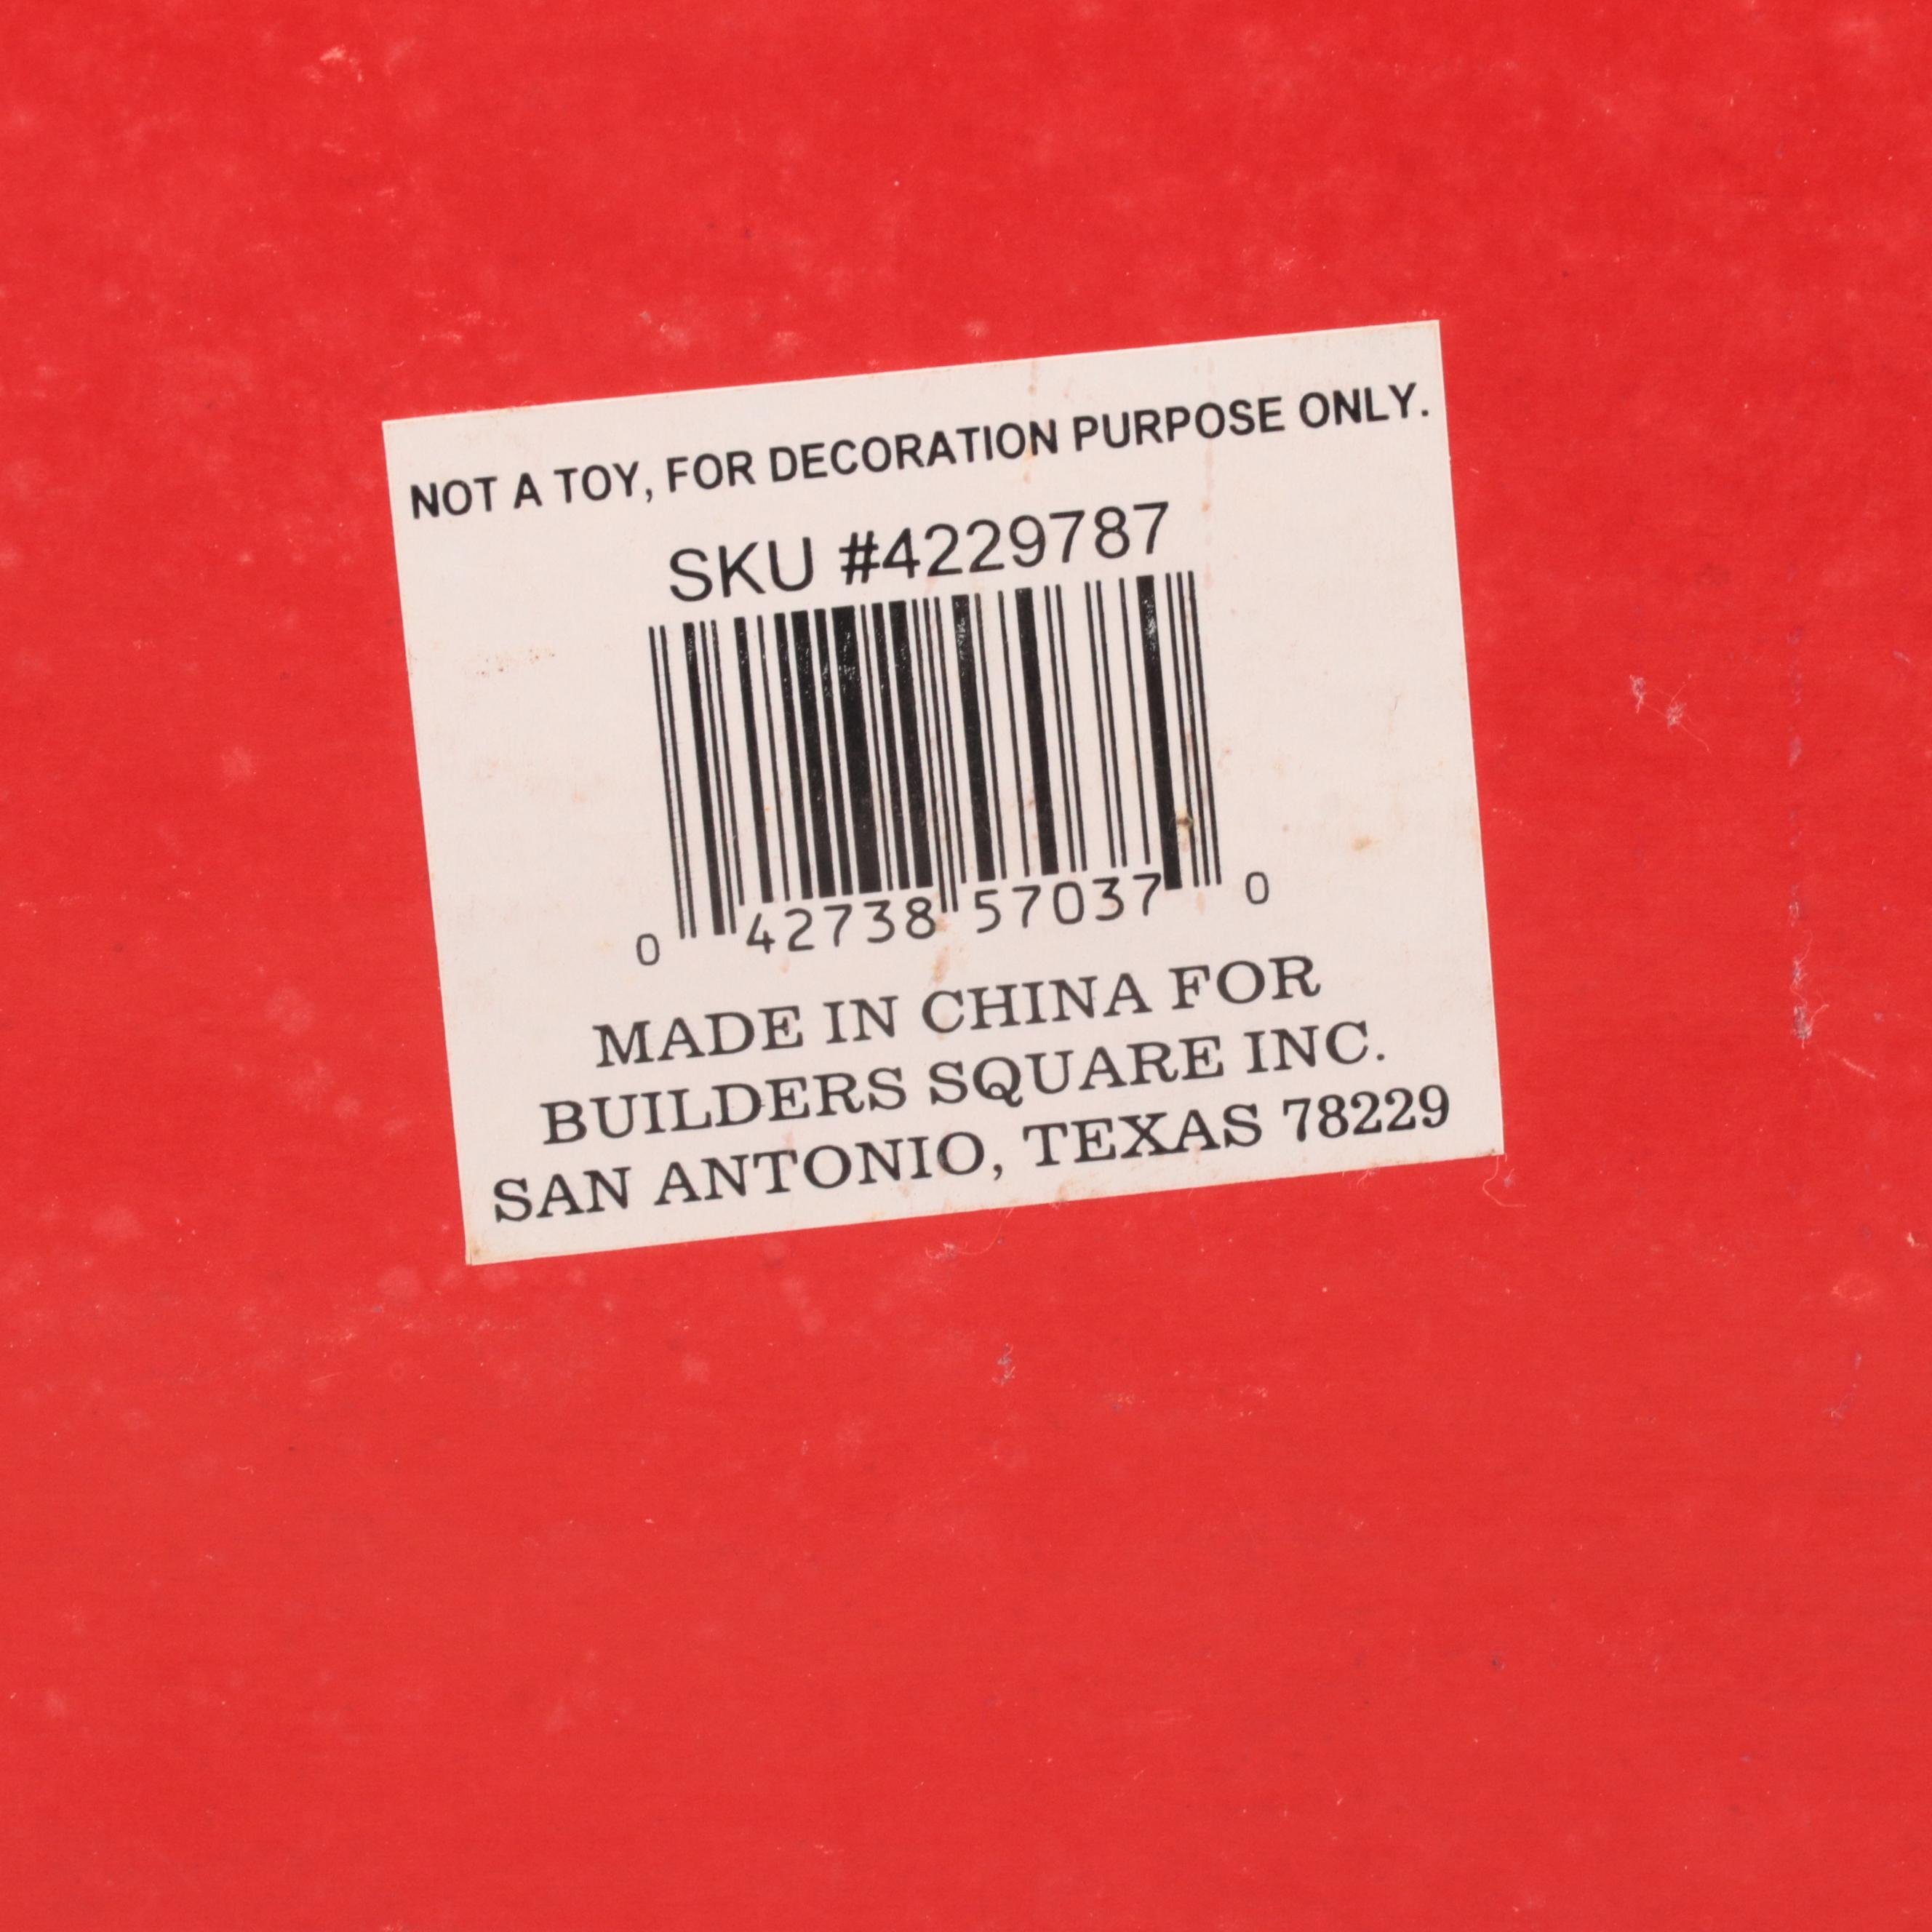 NOT A TOY, FOR DECORATION PURPOSE ONLY.
SKU #4229787
0 42738 57037 0
MADE IN CHINA FOR
BUILDERS SQUARE INC.
SAN ANTONIO, TEXAS 78229